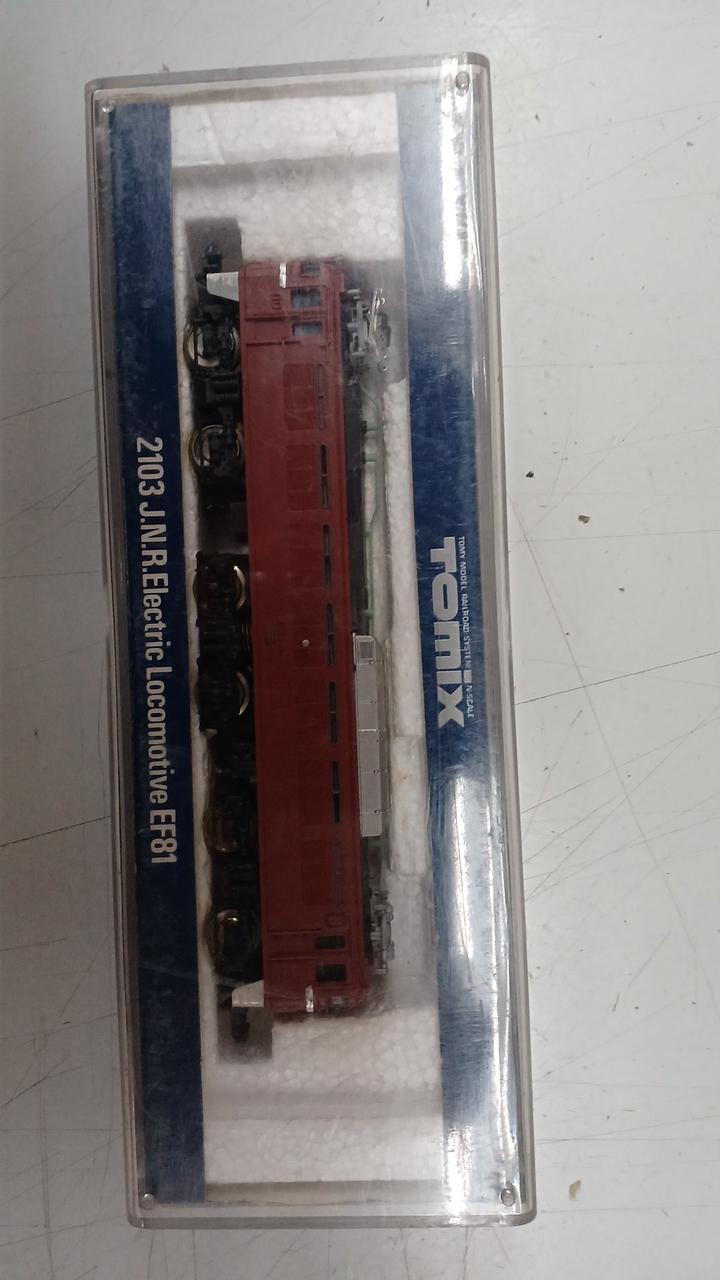 TOMY MODEL RAILROAD SYSTEM N SCALE
TOMIX
2103 J.N.R.Electric Locomotive EF81